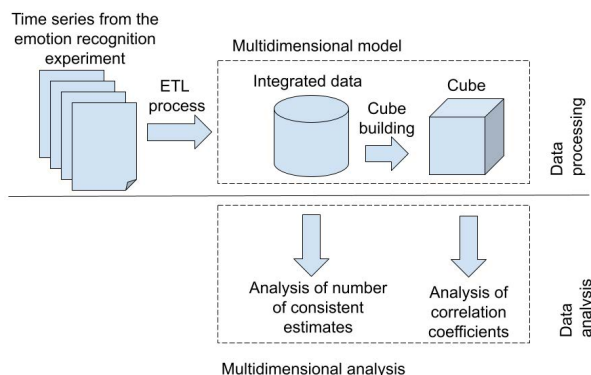 Time series from the
emotion recognition
experiment
ETL
process
Multidimensional model
Integrated data
Cube
building
Cube
Data
processing
Analysis of number
of consistent
estimates
Analysis of
correlation
coefficients
Data
analysis
Multidimensional analysis